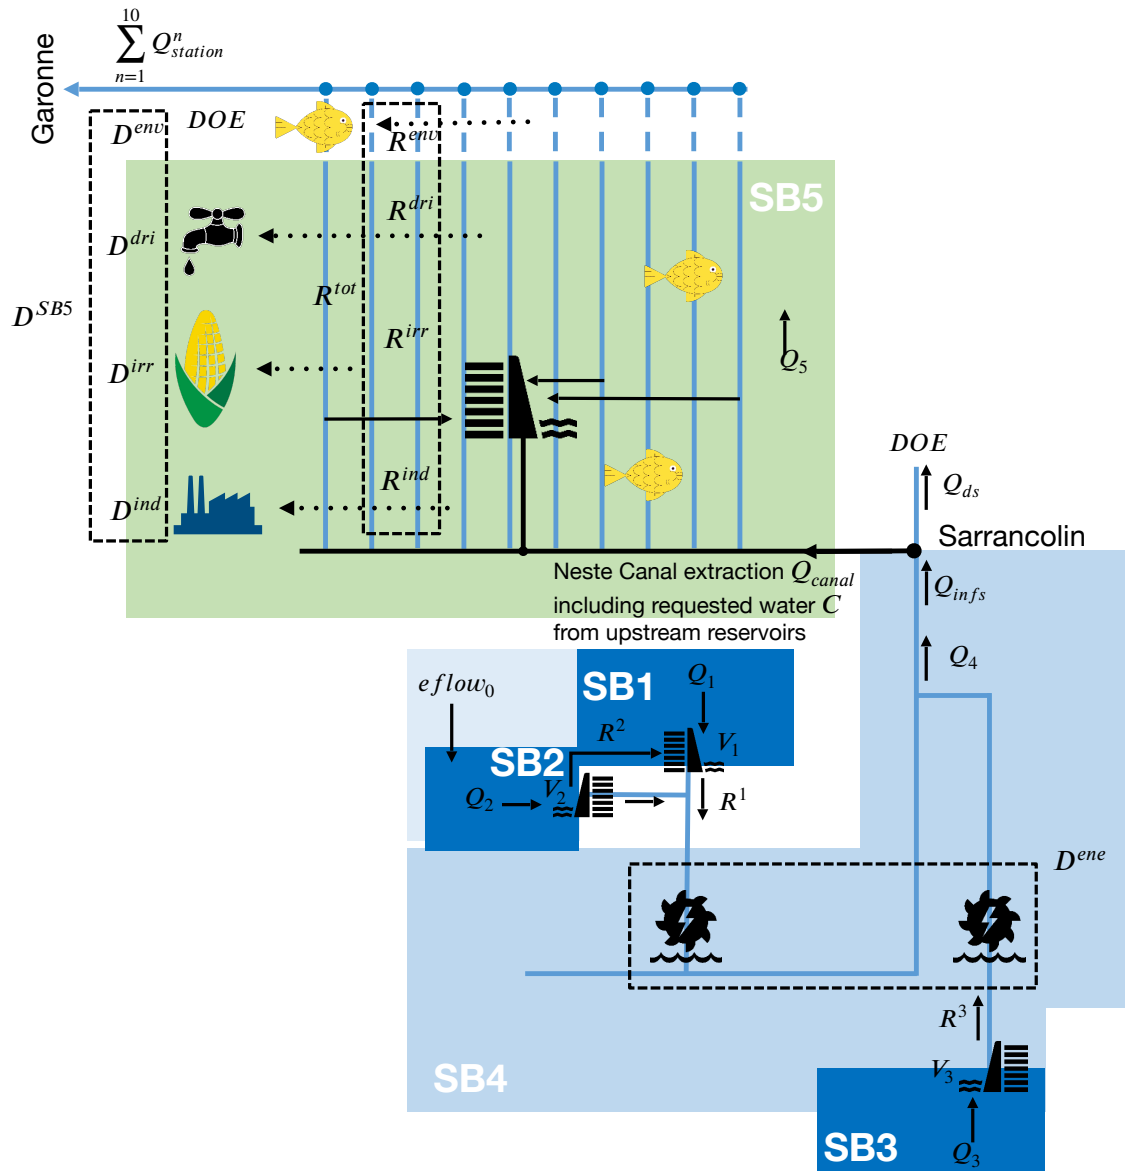 Garonne
10
∑ Q^n_station
n=1
DOE
D^env
R^env
SB5
R^dri
D^dri
R^tot
D^SB5
R^irr
Q_5
D^irr
DOE
R^ind
Q_ds
D^ind
Sarrancolin
Neste Canal extraction Q_canal
including requested water C
from upstream reservoirs
Q_infs
Q_4
eflow_0
SB1
Q_1
R^2
V_1
SB2
V_2
Q_2
R^1
D^ene
R^3
SB4
V_3
SB3
Q_3